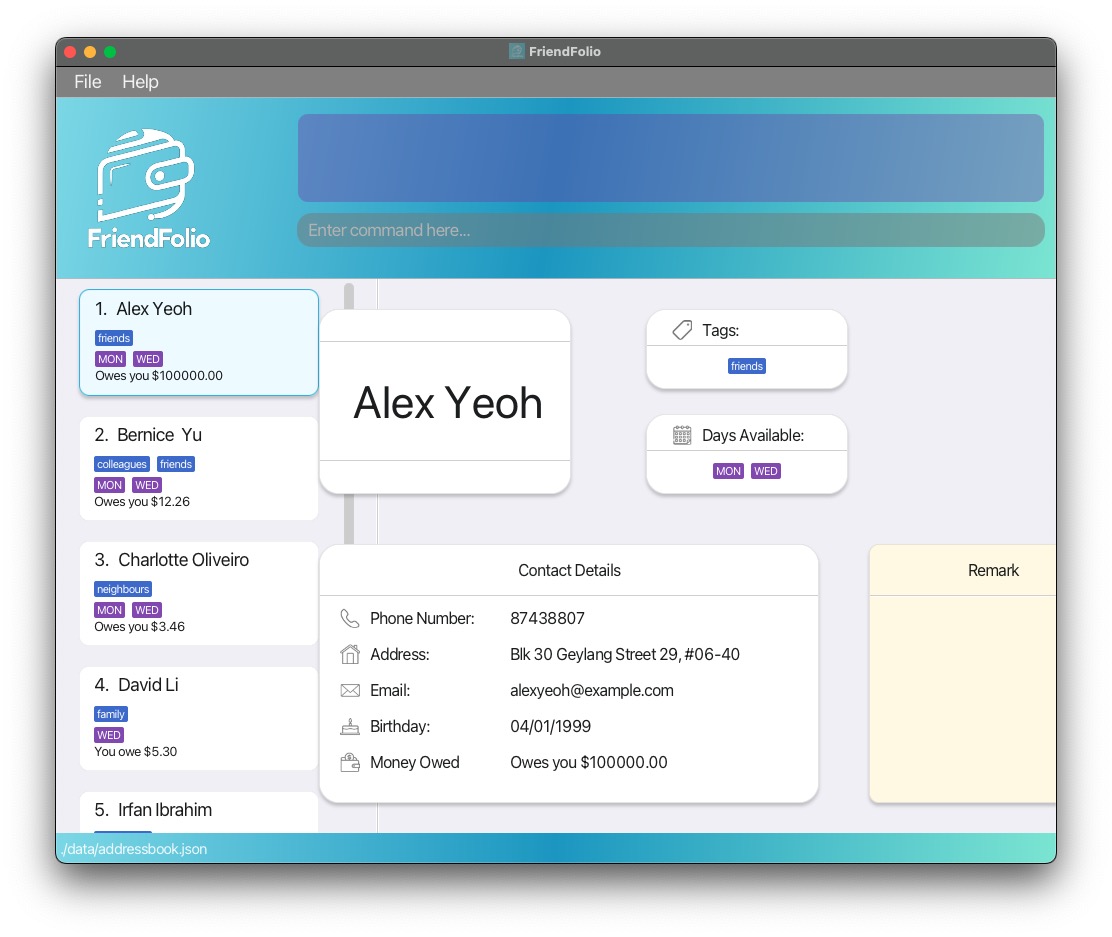 FriendFolio
File Help
FriendFolio
Enter command here...
1. Alex Yeoh
friends
MON WED
Owes you $100000.00
2. Bernice Yu
colleagues friends
MON WED
Owes you $12.26
3. Charlotte Oliveiro
neighbours
MON WED
Owes you $3.46
4. David Li
family
WED
You owe $5.30
5. Irfan Ibrahim
Alex Yeoh
Tags:
friends
Days Available:
MON WED
Contact Details
Phone Number: 87438807
Address: Blk 30 Geylang Street 29, #06-40
Email: alexyeoh@example.com
Birthday: 04/01/1999
Money Owed Owes you $100000.00
Remark
./data/addressbook.json